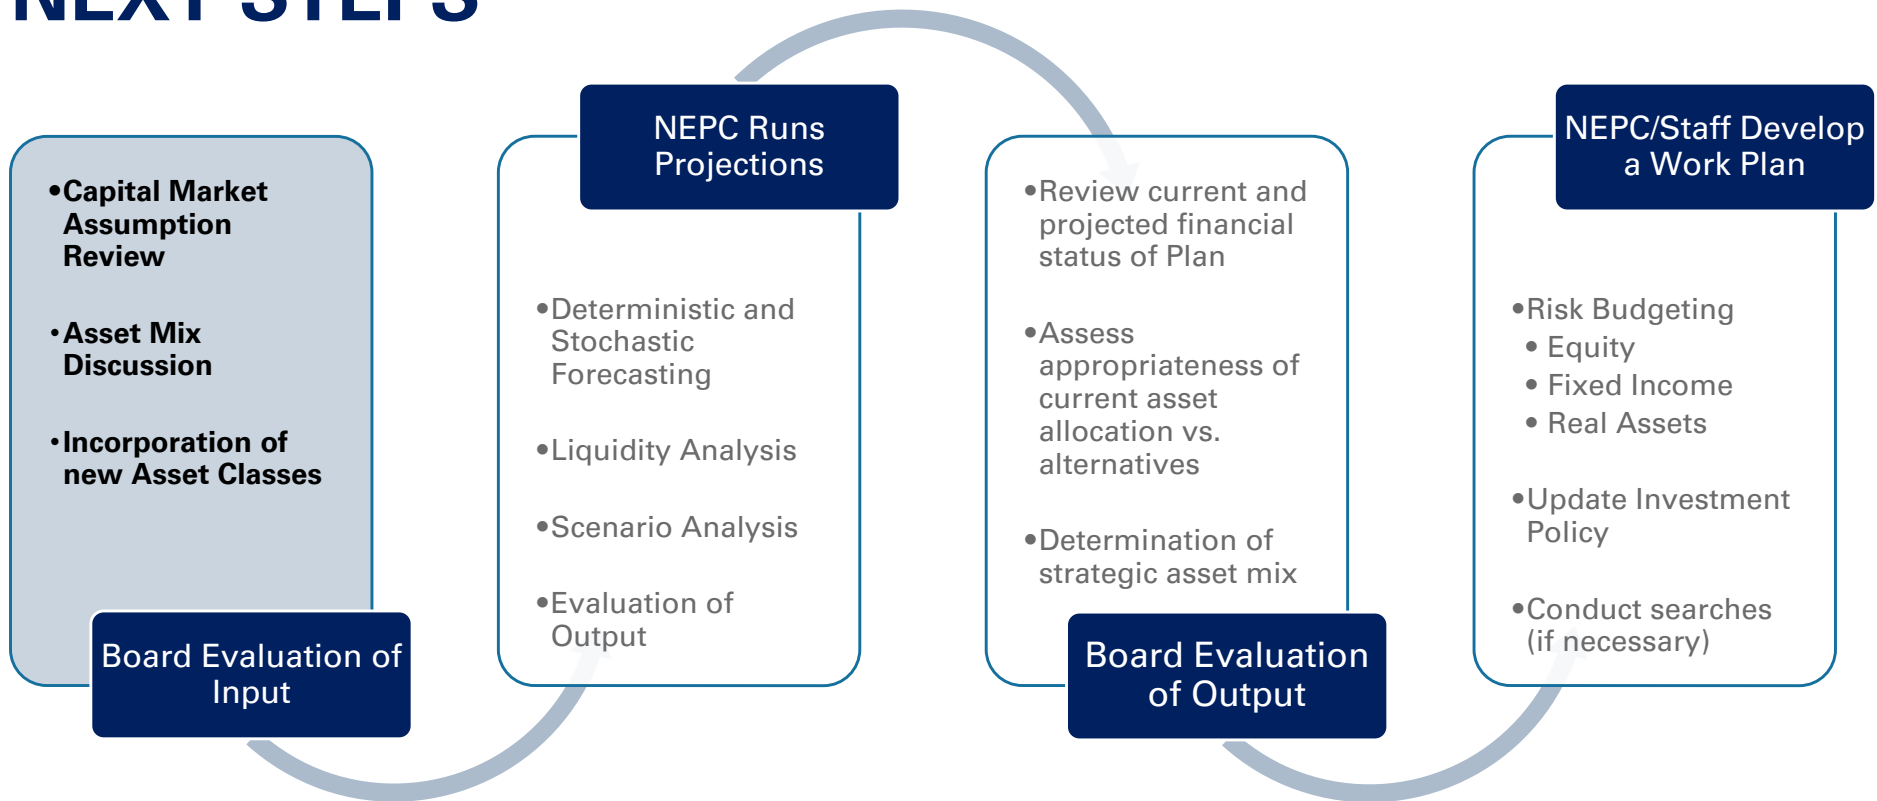 NEXT STEPS
•Capital Market
Assumption
Review
•Asset Mix
Discussion
•Incorporation of
new Asset Classes
Board Evaluation of
Input
NEPC Runs
Projections
•Deterministic and
Stochastic
Forecasting
•Liquidity Analysis
•Scenario Analysis
•Evaluation of
Output
•Review current and
projected financial
status of Plan
•Assess
appropriateness of
current asset
allocation vs.
alternatives
•Determination of
strategic asset mix
Board Evaluation
of Output
NEPC/Staff Develop
a Work Plan
•Risk Budgeting
• Equity
• Fixed Income
• Real Assets
•Update Investment
Policy
•Conduct searches
(if necessary)